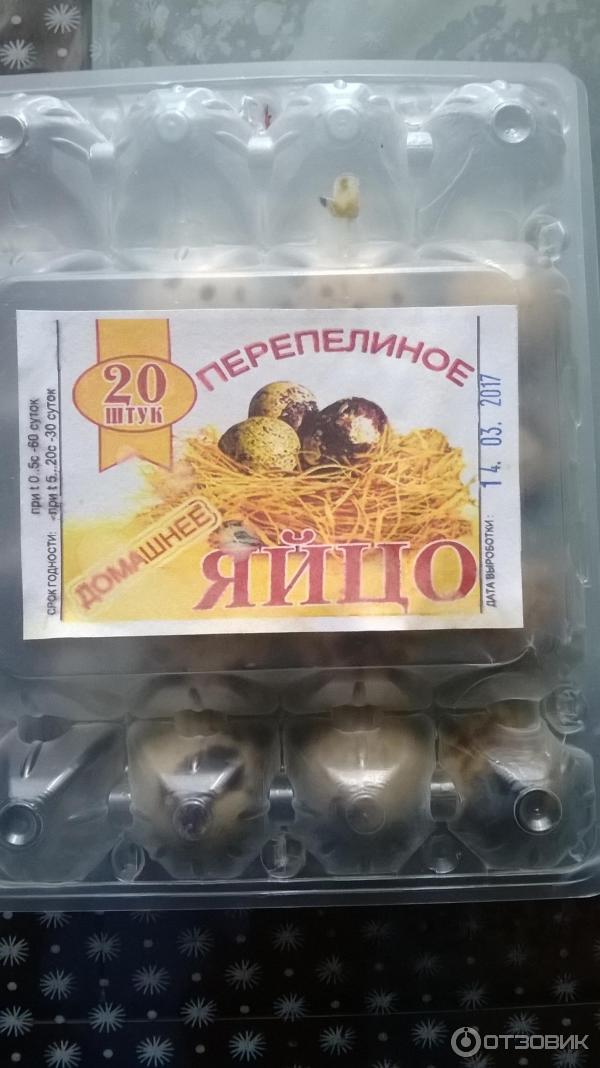 20
ШТУК
ПЕРЕПЕЛИНОЕ
ДОМАШНЕЕ
ЯЙЦО
СРОК ГОДНОСТИ: при t 0..5с -60 суток
-при t 5...20с -30 суток
ДАТА ВЫРОБОТКИ: 14. 03. 2017
ОТЗОВИК